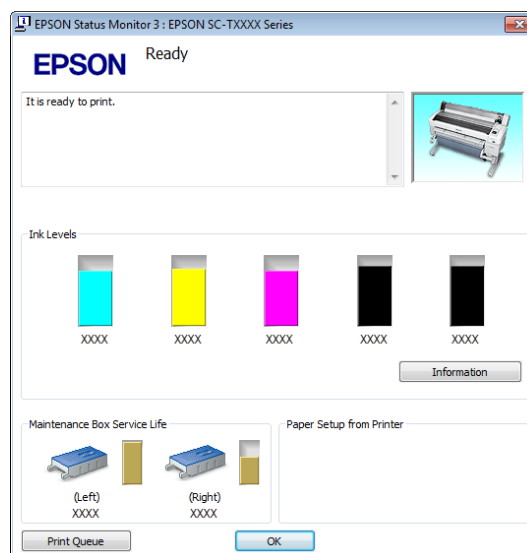 EPSON Status Monitor 3 : EPSON SC-TXXXX Series
EPSON
Ready
It is ready to print.
Ink Levels
XXXX XXXX XXXX XXXX XXXX
Information
Maintenance Box Service Life
Paper Setup from Printer
(Left) (Right)
XXXX XXXX
Print Queue
OK